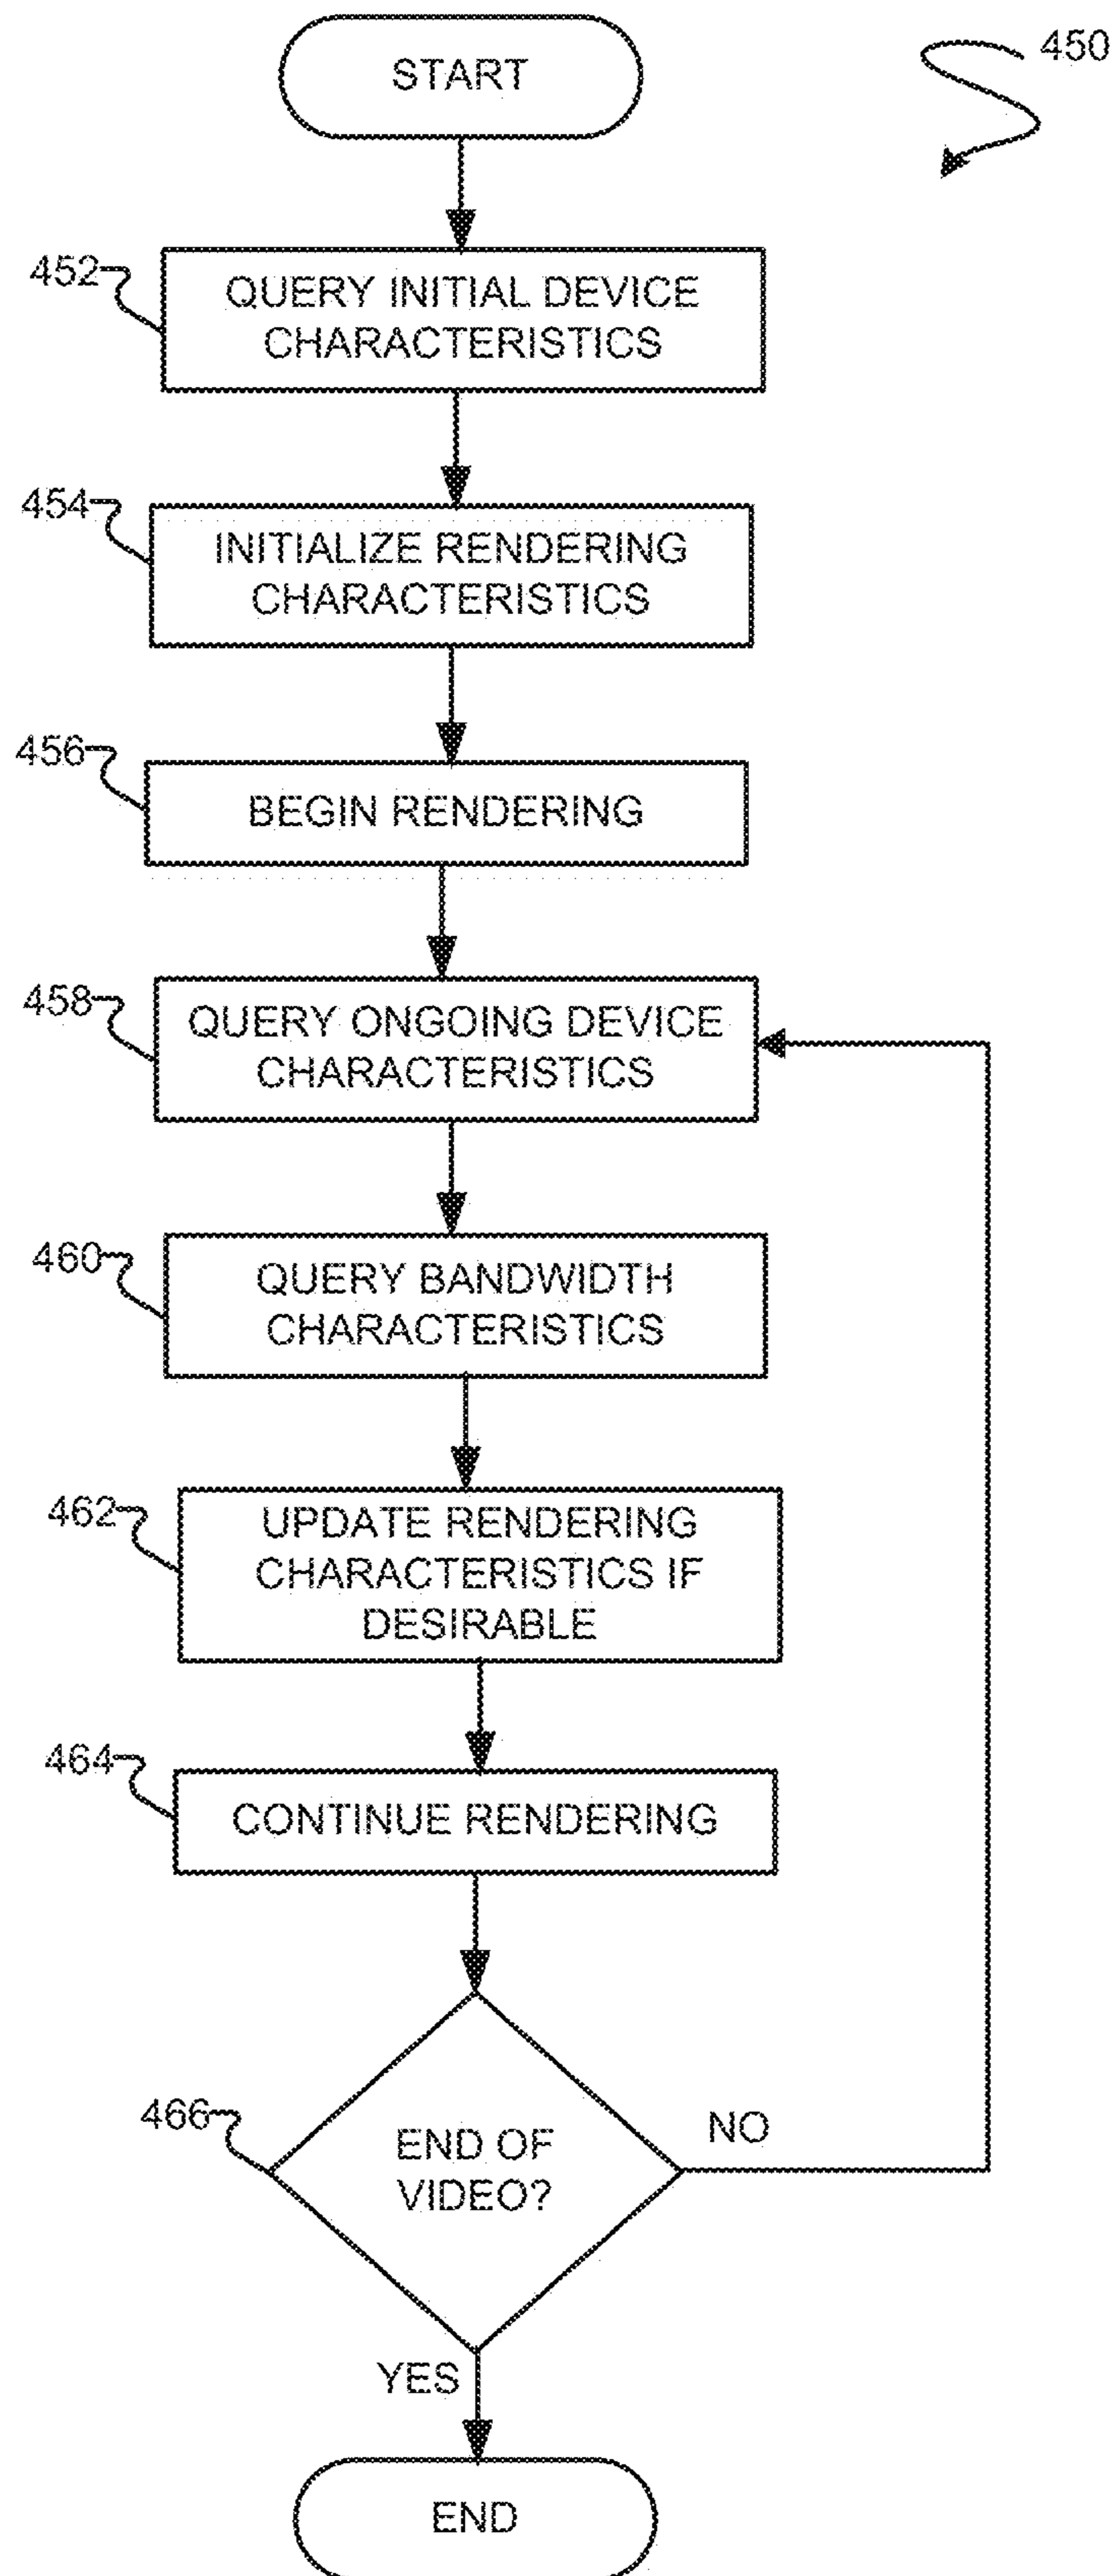 START
450
452
QUERY INITIAL DEVICE
CHARACTERISTICS
454
INITIALIZE RENDERING
CHARACTERISTICS
456
BEGIN RENDERING
458
QUERY ONGOING DEVICE
CHARACTERISTICS
460
QUERY BANDWIDTH
CHARACTERISTICS
462
UPDATE RENDERING
CHARACTERISTICS IF
DESIRABLE
464
CONTINUE RENDERING
466
END OF
VIDEO?
NO
YES
END